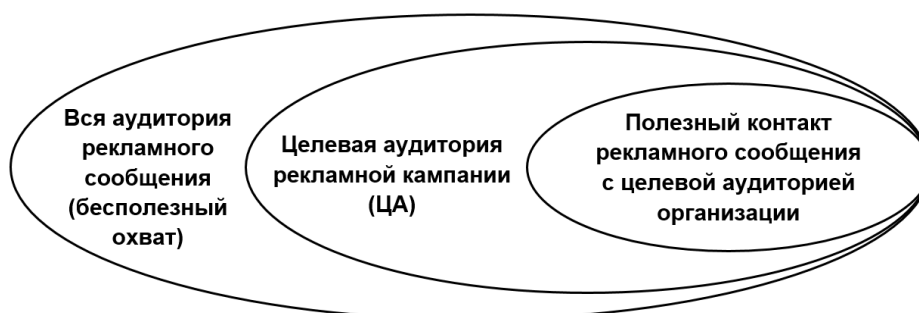 Вся аудитория
рекламного
сообщения
(бесполезный
охват)
Целевая аудитория
рекламной кампании
(ЦА)
Полезный контакт
рекламного сообщения
с целевой аудиторией
организации